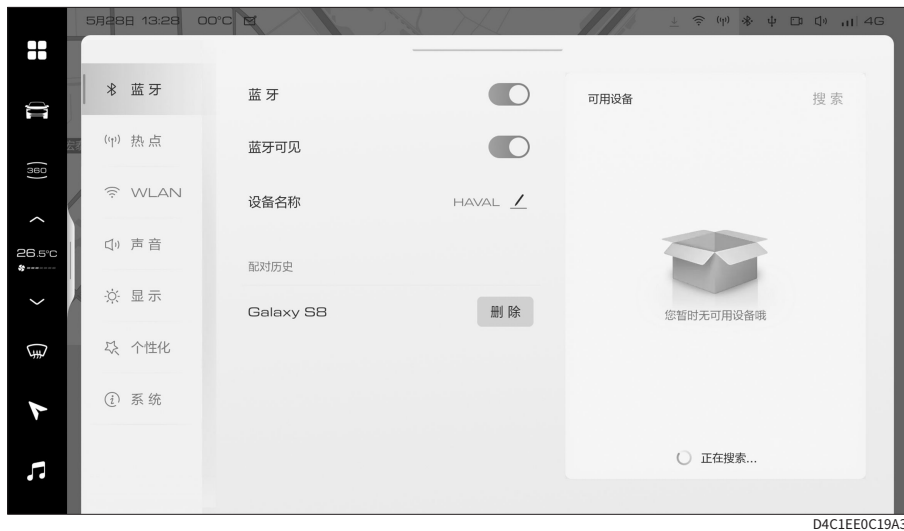 5月28日 13:28 00°C
4G
蓝牙
热点
WLAN
声音
显示
个性化
系统
360
26.5°C
蓝牙
蓝牙可见
设备名称 HAVAL
配对历史
Galaxy S8 删除
可用设备 搜索
您暂时无可用设备哦
正在搜索...
D4C1EE0C19A3